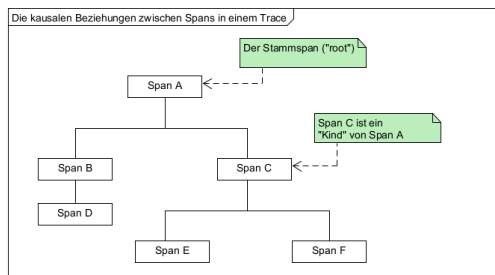 Die kausalen Beziehungen zwischen Spans in einem Trace
Der Stammspan ("root")
Span A
Span C ist ein
"Kind" von Span A
Span B
Span C
Span D
Span E
Span F